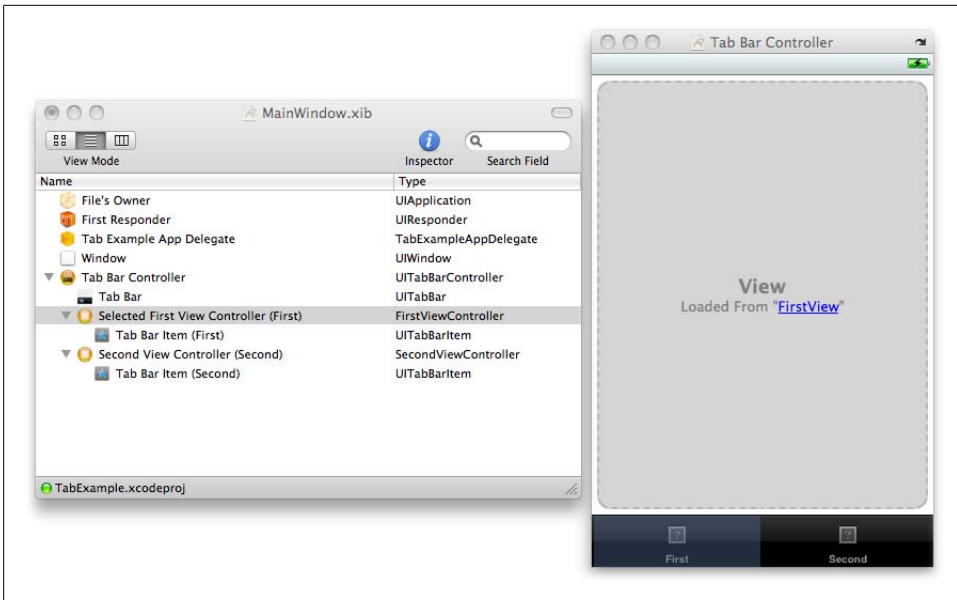 MainWindow.xib
View Mode
Inspector
Search Field
Name Type
File's Owner UIApplication
First Responder UIResponder
Tab Example App Delegate TabExampleAppDelegate
Window UIWindow
Tab Bar Controller UITabBarController
Tab Bar UITabBar
Selected First View Controller (First) FirstViewController
Tab Bar Item (First) UITabBarItem
Second View Controller (Second) SecondViewController
Tab Bar Item (Second) UITabBarItem
TabExample.xcodeproj
Tab Bar Controller
View
Loaded From "FirstView"
First
Second